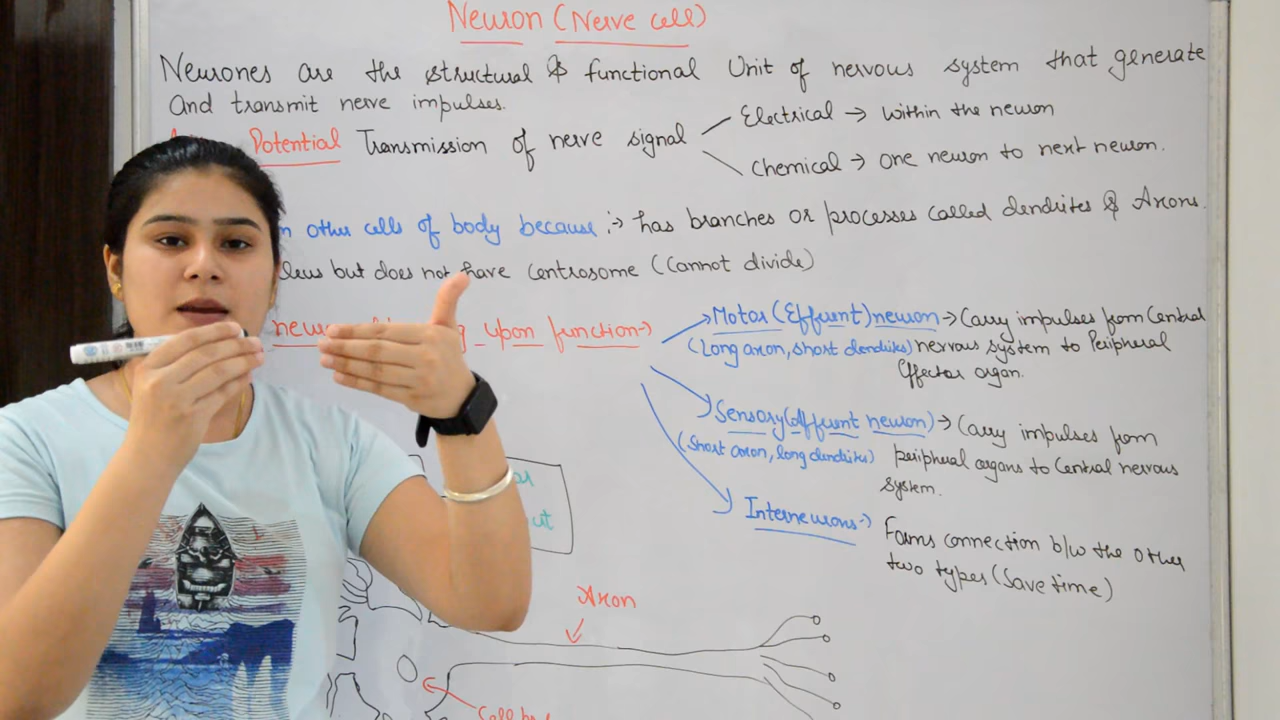 Neuron (Nerve cell)
Neurones are the structural & functional Unit of nervous system that generate
and transmit nerve impulses.
Potential Transmission of nerve signal
Electrical → within the neuron
Chemical → one neuron to next neuron.
other cells of body because :→ has branches or processes called dendrites & Axons.
but does not have centrosome (Cannot divide)
upon function→
Motor (Efferent) neuron → Carry impulses from Central
(Long axon, short dendrites) nervous system to Peripheral
Effector organ.
Sensory (afferent neuron) → Carry impulses from
(Short axon, long dendrites) peripheral organs to Central nervous
system.
Interneurons →
Forms connection b/w the other
two types (Save time)
Axon